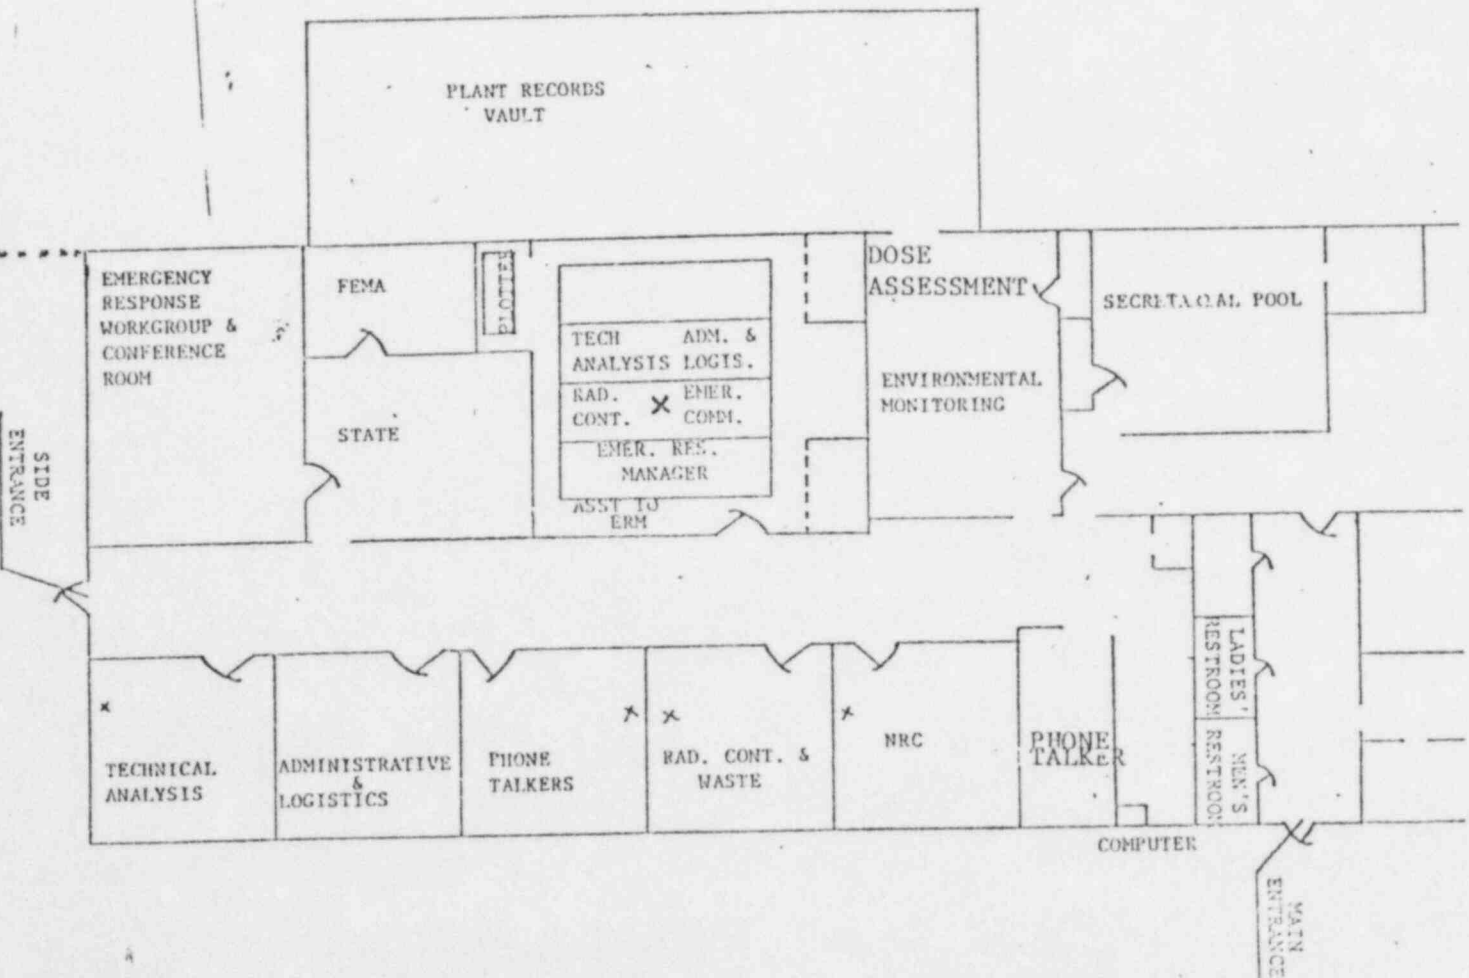 PLANT RECORDS
VAULT
EMERGENCY
RESPONSE
WORKGROUP &
CONFERENCE
ROOM
FEMA
PLOTTER
TECH ADM. &
ANALYSIS LOGIS.
RAD. X EMER.
CONT. COMM.
EMER. RES.
MANAGER
ASST TO
ERM
DOSE
ASSESSMENT
ENVIRONMENTAL
MONITORING
POOL
STATE
SIDE
ENTRANCE
x
TECHNICAL
ANALYSIS
ADMINISTRATIVE
&
LOGISTICS
x
PHONE
TALKERS
x
RAD. CONT. &
WASTE
x
NRC
PHONE
TALKER
COMPUTER
LADIES'
RESTROOM
MEN'S
RESTROOM
MAIN
ENTRANCE